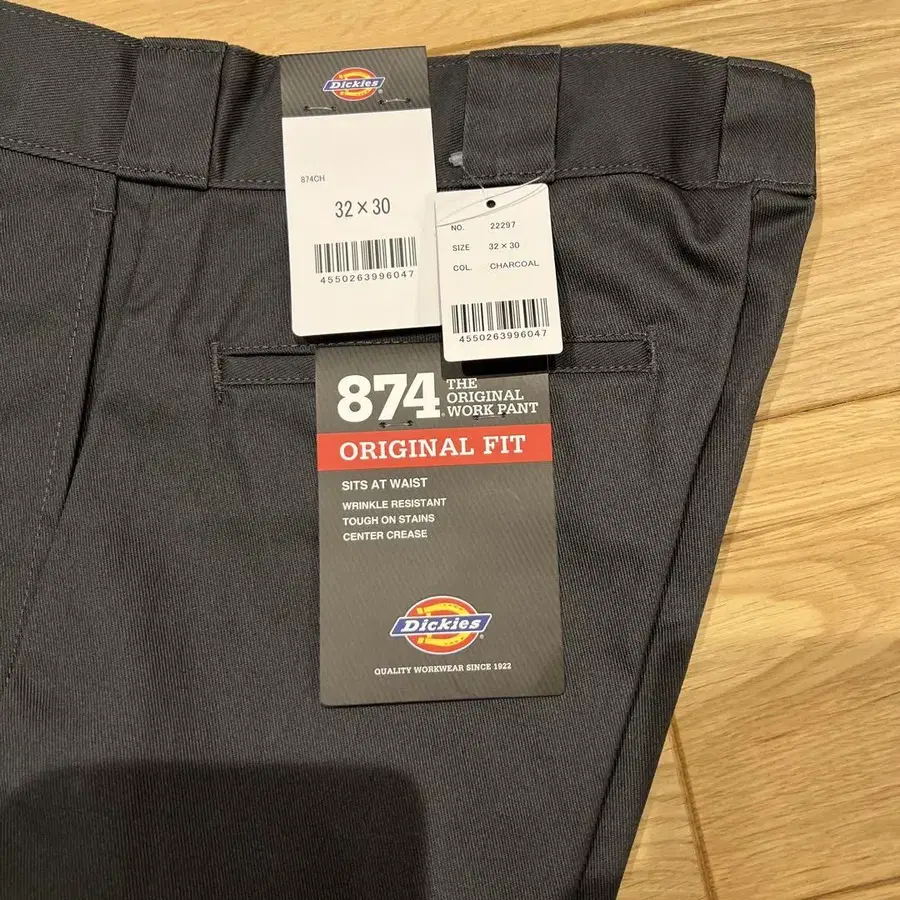 Dickies
874CH
32×30
4550263996047
NO. 22297
SIZE 32×30
COL. CHARCOAL
4550263996047
874® THE
ORIGINAL
WORK PANT
ORIGINAL FIT
SITS AT WAIST
WRINKLE RESISTANT
TOUGH ON STAINS
CENTER CREASE
Dickies®
QUALITY WORKWEAR SINCE 1922